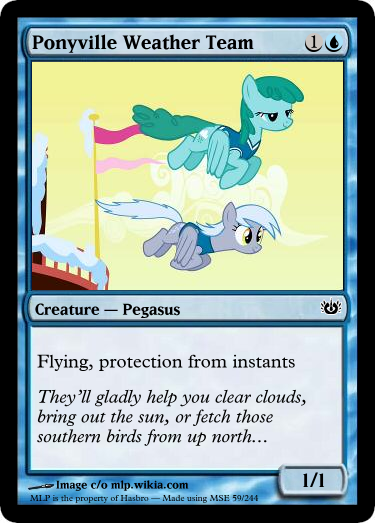 Ponyville Weather Team 1
Creature — Pegasus
Flying, protection from instants
They'll gladly help you clear clouds,
bring out the sun, or fetch those
southern birds from up north...
1/1
Image c/o mlp.wikia.com
MLP is the property of Hasbro — Made using MSE 59/244